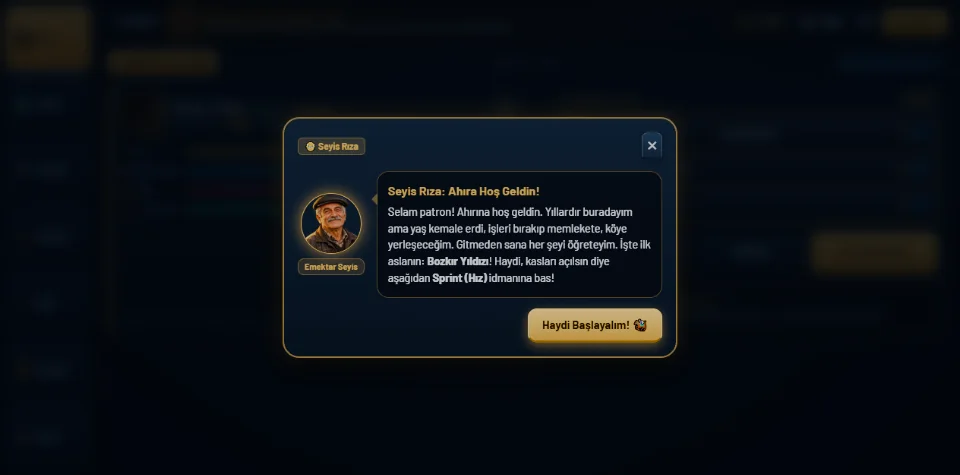 Seyis Rıza
Seyis Rıza: Ahıra Hoş Geldin!
Selam patron! Ahırına hoş geldin. Yıllardır buradayım
ama yaş kemale erdi, işleri bırakıp memlekete, köye
yerleşeceğim. Gitmeden sana her şeyi öğreteyim. İşte ilk
aslanın: Bozkır Yıldızı! Haydi, kasları açılsın diye
aşağıdan Sprint (Hız) idmanına bas!
Emektar Seyis
Haydi Başlayalım!